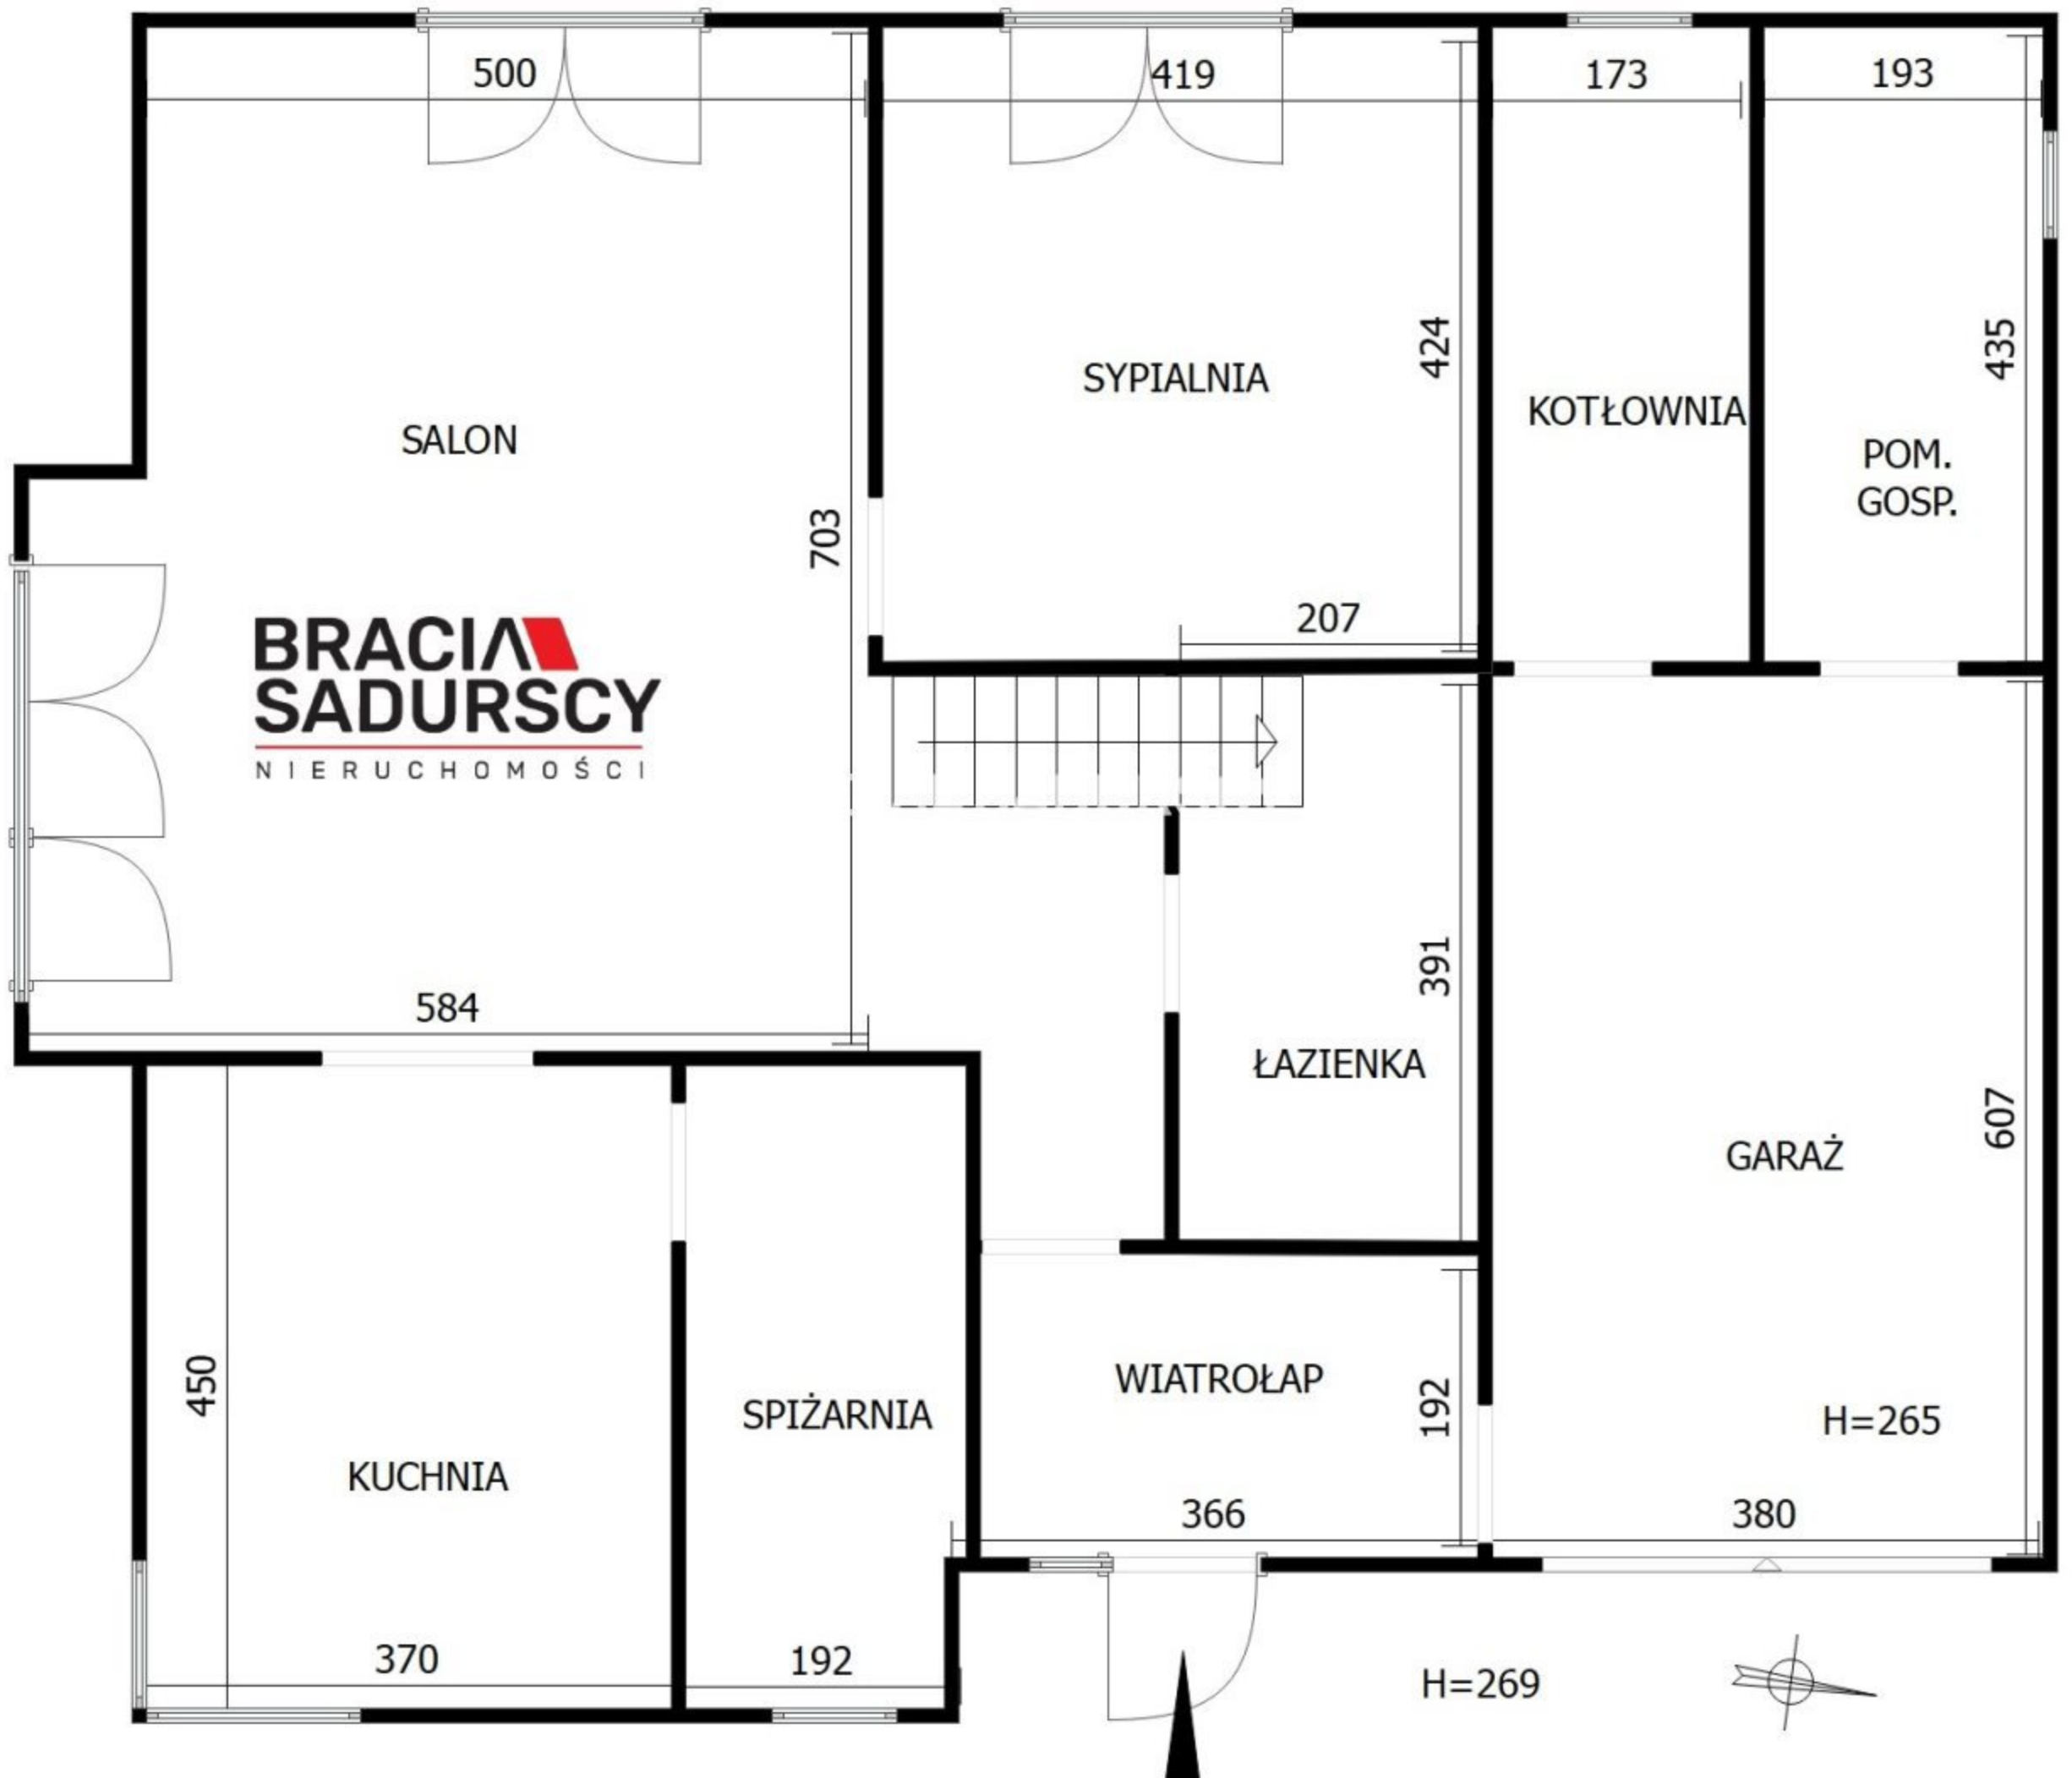 500
419
173
193
424
435
SYPIALNIA
KOTŁOWNIA
SALON
POM.
GOSP.
703
207
BRACIA
SADURSCY
NIERUCHOMOŚCI
391
584
ŁAZIENKA
607
GARAŻ
450
WIATROŁAP
192
SPIŻARNIA
H=265
KUCHNIA
366
380
370
192
H=269